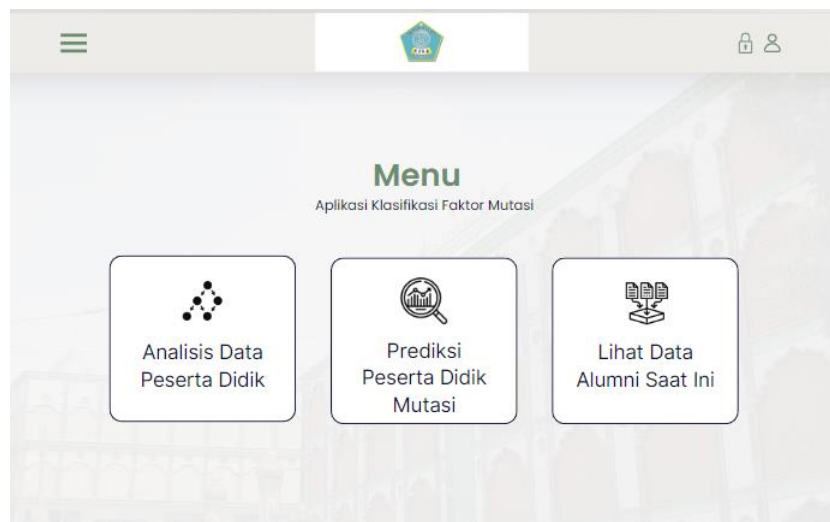 Menu
Aplikasi Klasifikasi Faktor Mutasi
Analisis Data
Peserta Didik
Prediksi
Peserta Didik
Mutasi
Lihat Data
Alumni Saat Ini